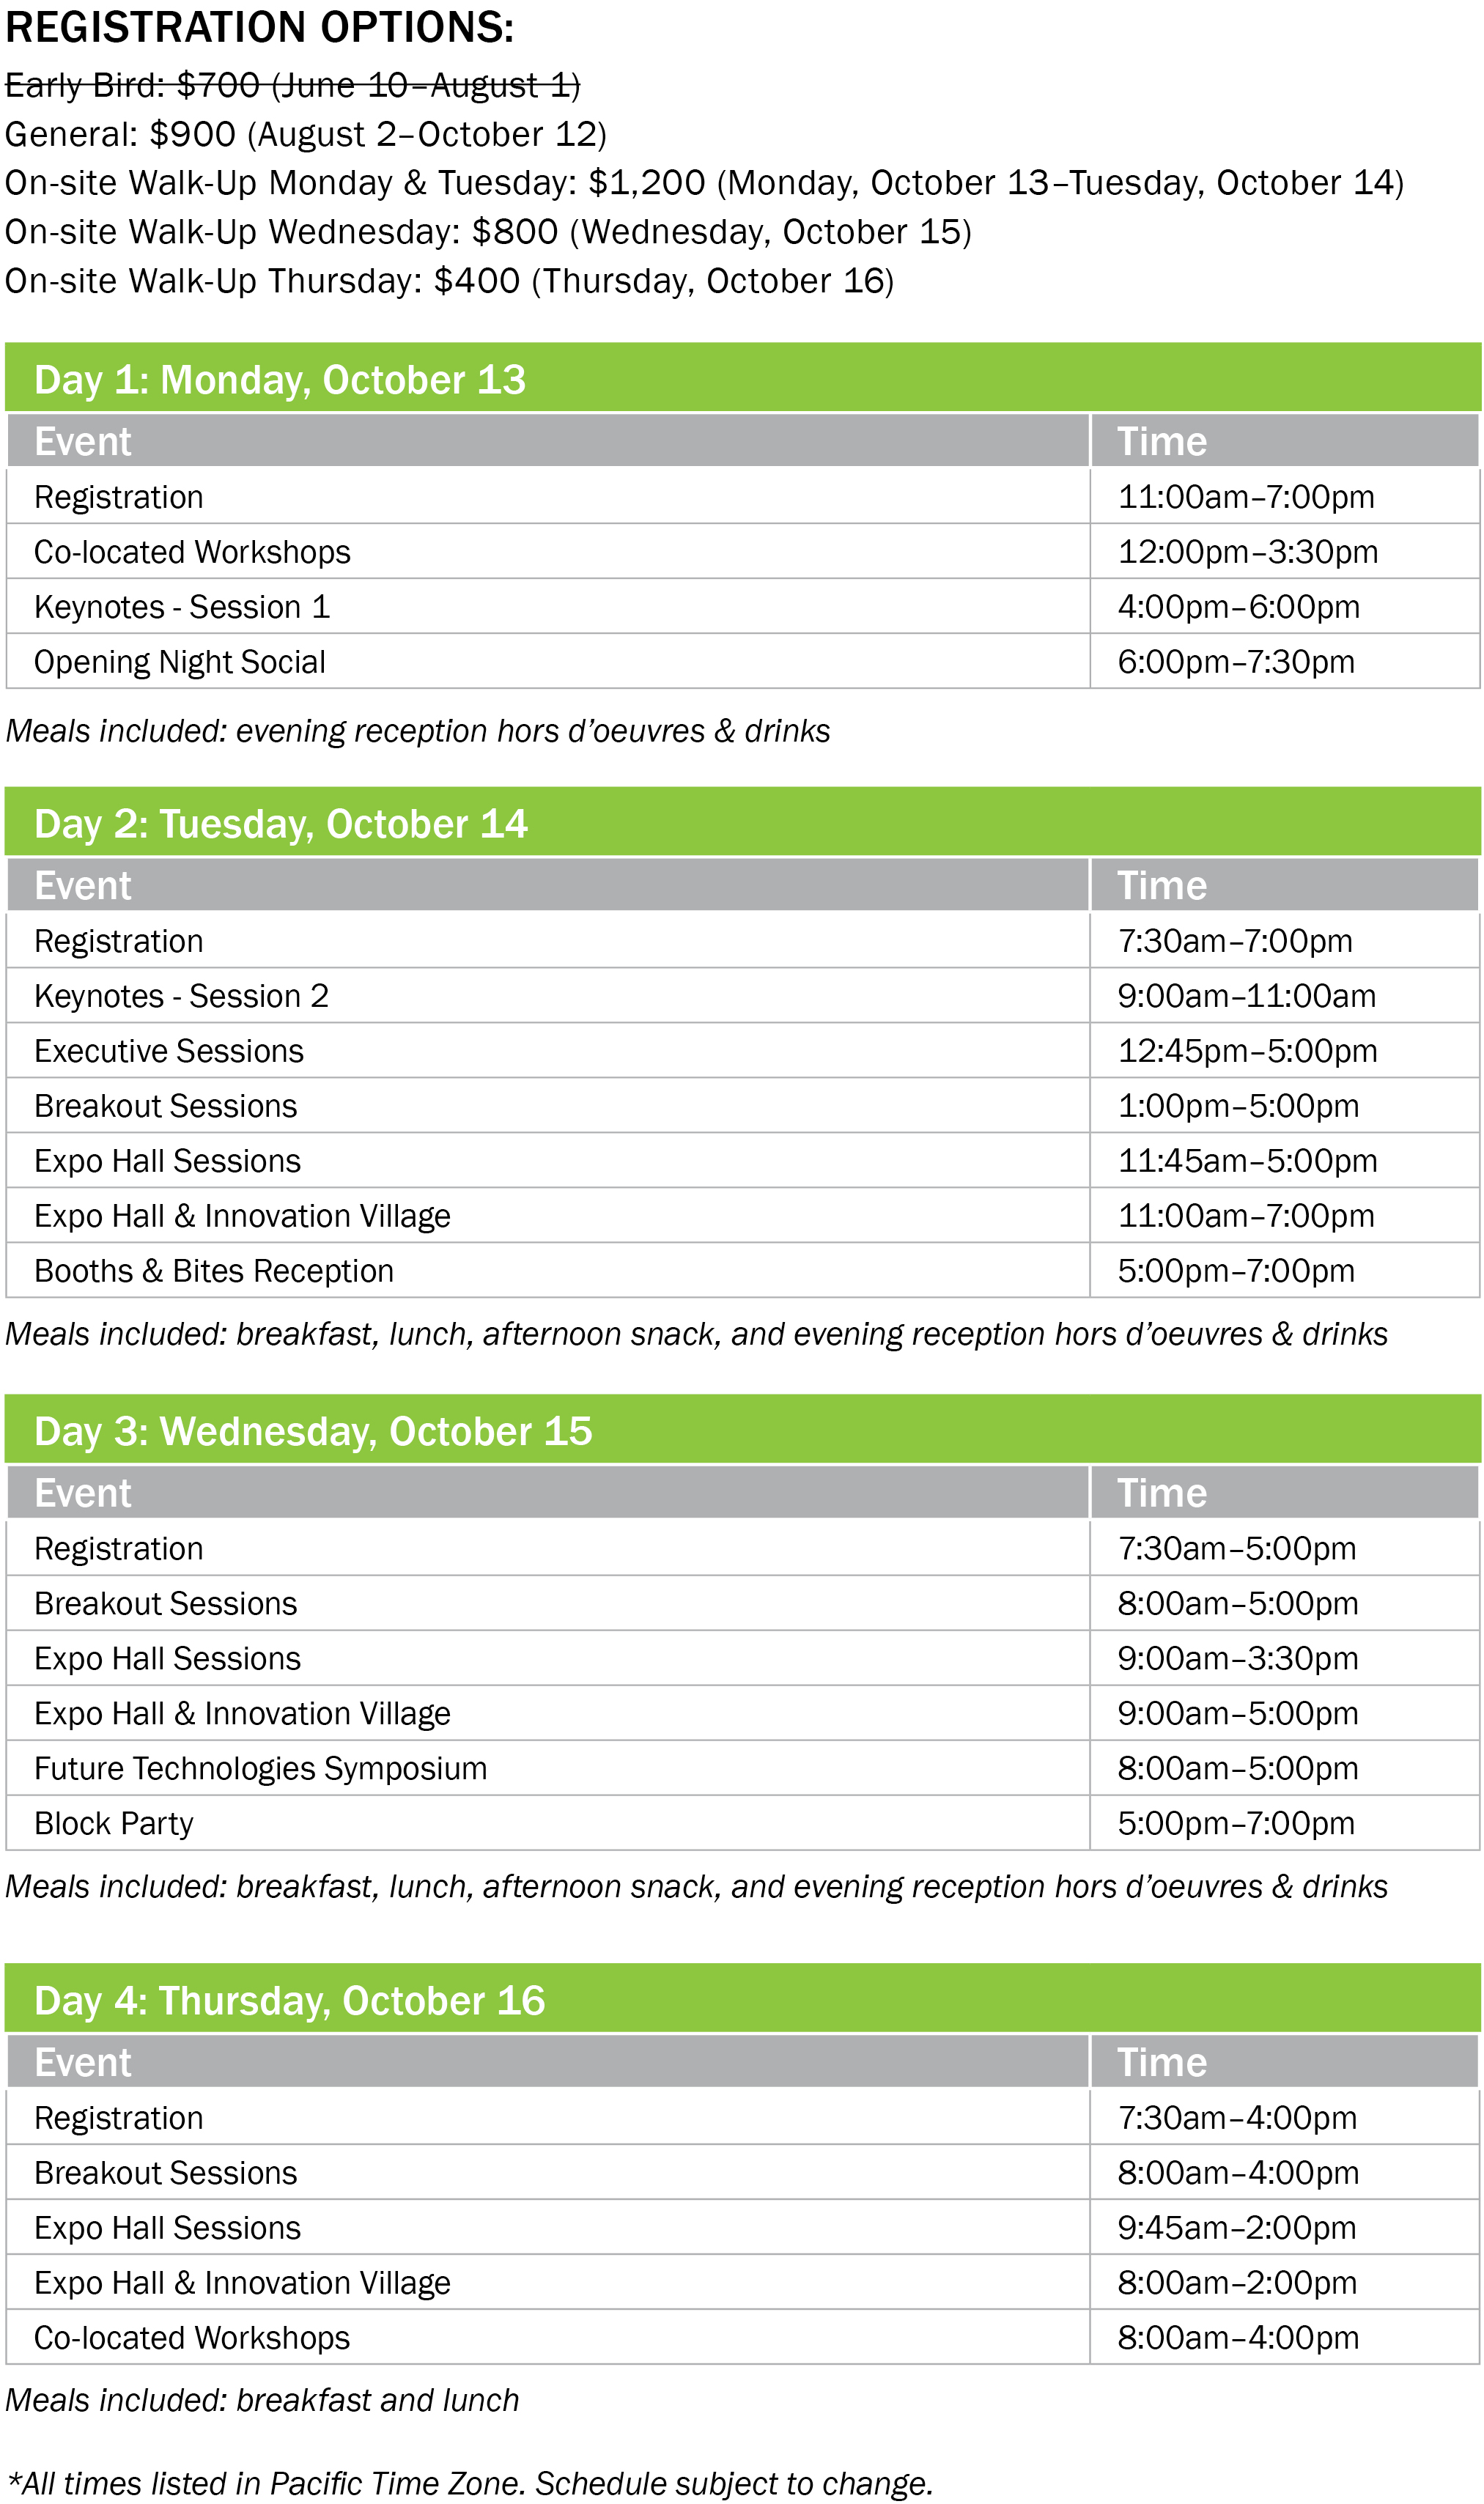 REGISTRATION OPTIONS:
Early Bird: $700 (June 10–August 1)
General: $900 (August 2–October 12)
On-site Walk-Up Monday & Tuesday: $1,200 (Monday, October 13–Tuesday, October 14)
On-site Walk-Up Wednesday: $800 (Wednesday, October 15)
On-site Walk-Up Thursday: $400 (Thursday, October 16)
Day 1: Monday, October 13
Event Time
Registration 11:00am–7:00pm
Co-located Workshops 12:00pm–3:30pm
Keynotes - Session 1 4:00pm–6:00pm
Opening Night Social 6:00pm–7:30pm
Meals included: evening reception hors d’oeuvres & drinks
Day 2: Tuesday, October 14
Event Time
Registration 7:30am–7:00pm
Keynotes - Session 2 9:00am–11:00am
Executive Sessions 12:45pm–5:00pm
Breakout Sessions 1:00pm–5:00pm
Expo Hall Sessions 11:45am–5:00pm
Expo Hall & Innovation Village 11:00am–7:00pm
Booths & Bites Reception 5:00pm–7:00pm
Meals included: breakfast, lunch, afternoon snack, and evening reception hors d’oeuvres & drinks
Day 3: Wednesday, October 15
Event Time
Registration 7:30am–5:00pm
Breakout Sessions 8:00am–5:00pm
Expo Hall Sessions 9:00am–3:30pm
Expo Hall & Innovation Village 9:00am–5:00pm
Future Technologies Symposium 8:00am–5:00pm
Block Party 5:00pm–7:00pm
Meals included: breakfast, lunch, afternoon snack, and evening reception hors d’oeuvres & drinks
Day 4: Thursday, October 16
Event Time
Registration 7:30am–4:00pm
Breakout Sessions 8:00am–4:00pm
Expo Hall Sessions 9:45am–2:00pm
Expo Hall & Innovation Village 8:00am–2:00pm
Co-located Workshops 8:00am–4:00pm
Meals included: breakfast and lunch
*All times listed in Pacific Time Zone. Schedule subject to change.